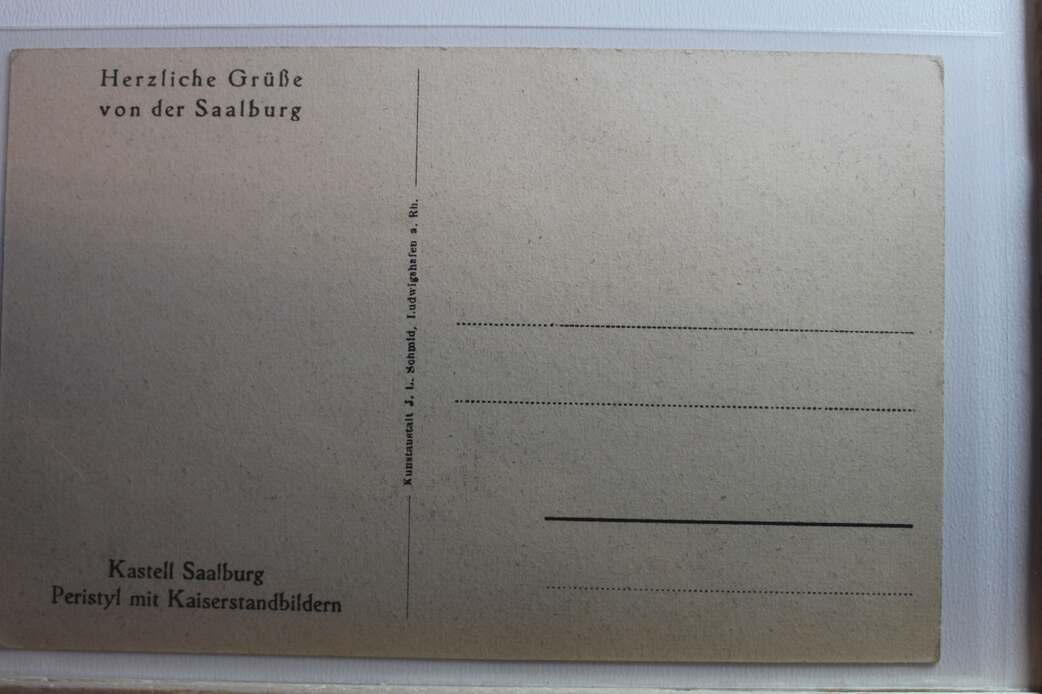 Herzliche Grüße
von der Saalburg
Kunstanstalt J. L. Schmid, Ludwigshafen a. Rh.
Kastell Saalburg
Peristyl mit Kaiserstandbildern